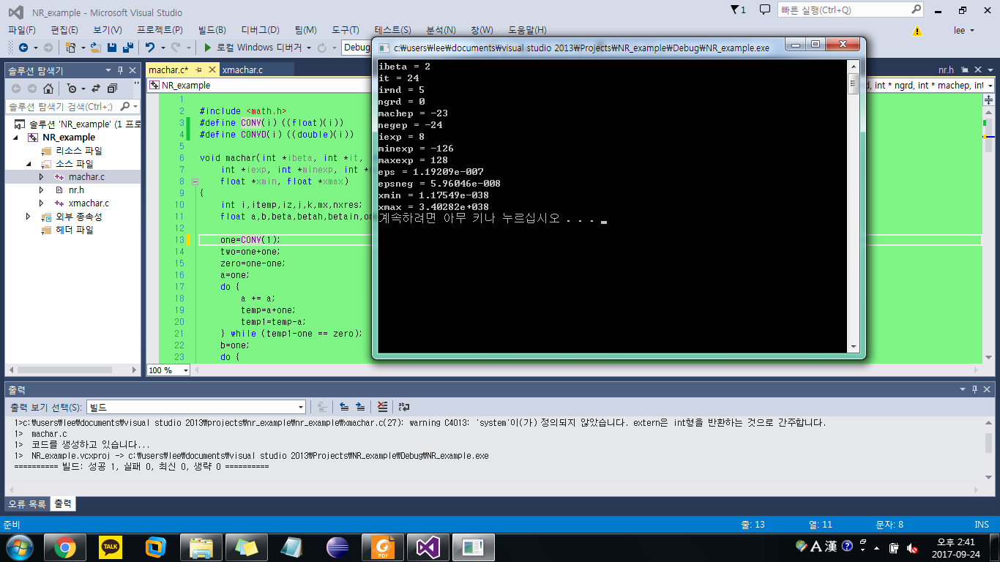 NR_example - Microsoft Visual Studio
1
빠른 실행(Ctrl+Q)
파일(F) 편집(E) 보기(V) 프로젝트(P) 빌드(B) 디버그(D) 팀(M) 도구(T) 테스트(S) 분석(N) 창(W) 도움말(H)
lee
로컬 Windows 디버거
Debug
솔루션 탐색기
솔루션 탐색기 검색(Ctrl+;)
솔루션 'NR_example' (1 프로
NR_example
리소스 파일
소스 파일
machar.c
nr.h
xmachar.c
외부 종속성
헤더 파일
machar.c*
xmachar.c
nr.h
NR_example
d, int * ngrd, int * machep, int
1
2 #include <math.h>
3 #define CONV(i) ((float)(i))
4 #define CONVD(i) ((double)(i))
5
6 void machar(int *ibeta, int *it,
7 int *iexp, int *minexp, int *
8 float *xmin, float *xmax)
9 {
10 int i,itemp,iz,j,k,mx,nxres;
11 float a,b,beta,betah,betain,on
12
13 one=CONV(1);
14 two=one+one;
15 zero=one-one;
16 a=one;
17 do {
18 a += a;
19 temp=a+one;
20 temp1=temp-a;
21 } while (temp1-one == zero);
22 b=one;
23 do {
100 %
c:\users\lee\documents\visual studio 2013\Projects\NR_example\Debug\NR_example.exe
ibeta = 2
it = 24
irnd = 5
ngrd = 0
machep = -23
negep = -24
iexp = 8
minexp = -126
maxexp = 128
eps = 1.19209e-007
epsneg = 5.96046e-008
xmin = 1.17549e-038
xmax = 3.40282e+038
계속하려면 아무 키나 누르십시오 . . .
출력
출력 보기 선택(S): 빌드
1>c:\users\lee\documents\visual studio 2013\projects\nr_example\nr_example\xmachar.c(27): warning C4013: 'system'이(가) 정의되지 않았습니다. extern은 int형을 반환하는 것으로 간주합니다.
1> machar.c
1> 코드를 생성하고 있습니다...
1> NR_example.vcxproj -> c:\users\lee\documents\visual studio 2013\Projects\NR_example\Debug\NR_example.exe
========== 빌드: 성공 1, 실패 0, 최신 0, 생략 0 ==========
오류 목록 출력
준비
줄: 13 열: 11 문자: 8 INS
TALK
PDF
A 漢
오후 2:41
2017-09-24